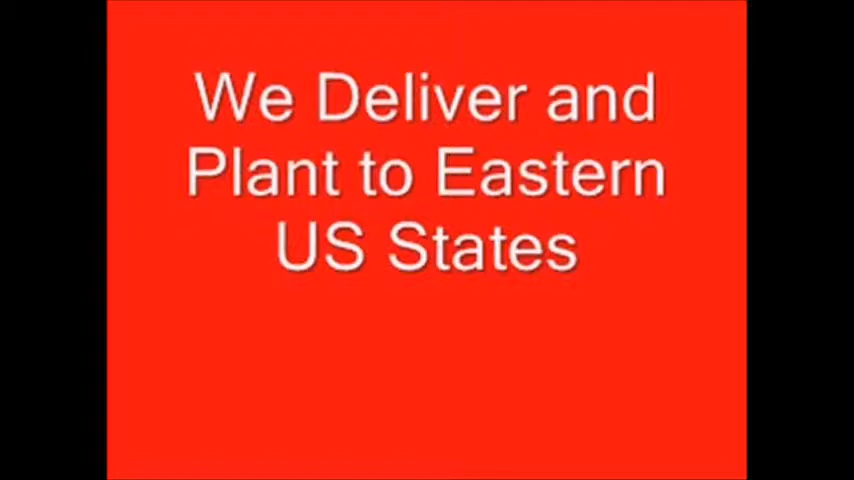 We Deliver and
Plant to Eastern
US States